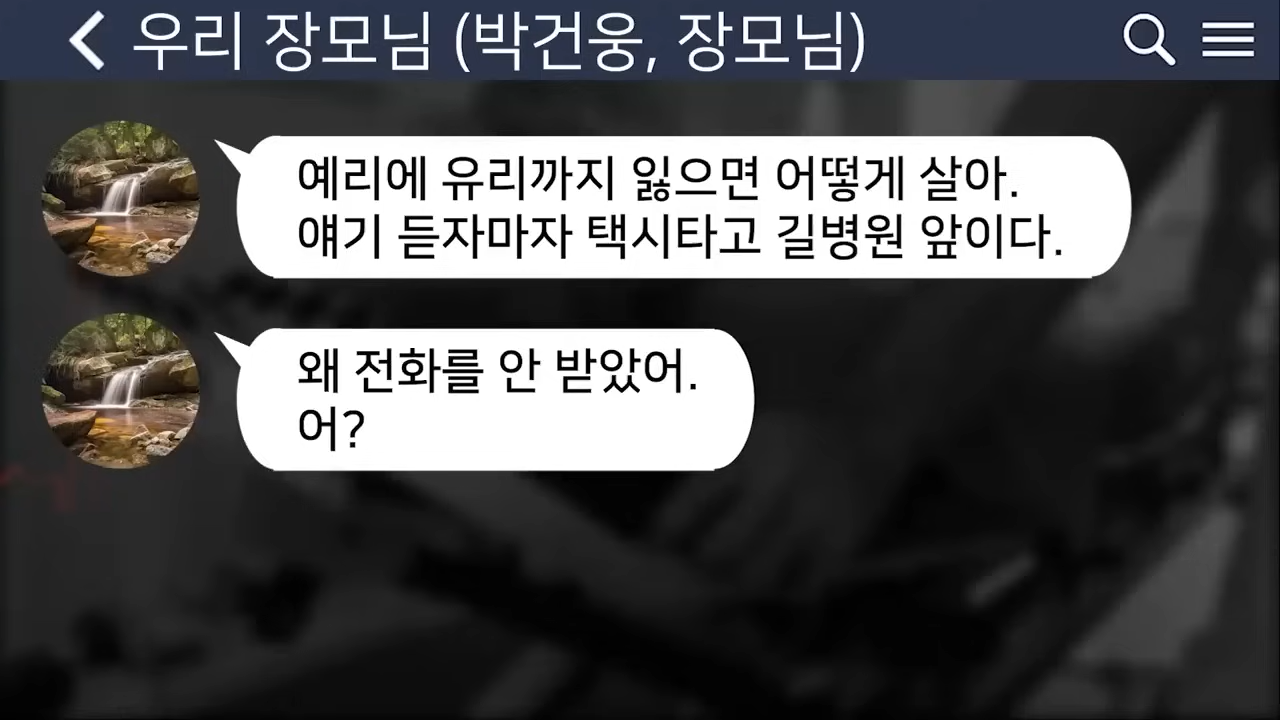 우리 장모님 (박건웅, 장모님)
예리에 유리까지 잃으면 어떻게 살아.
얘기 듣자마자 택시타고 길병원 앞이다.
왜 전화를 안 받았어.
어?